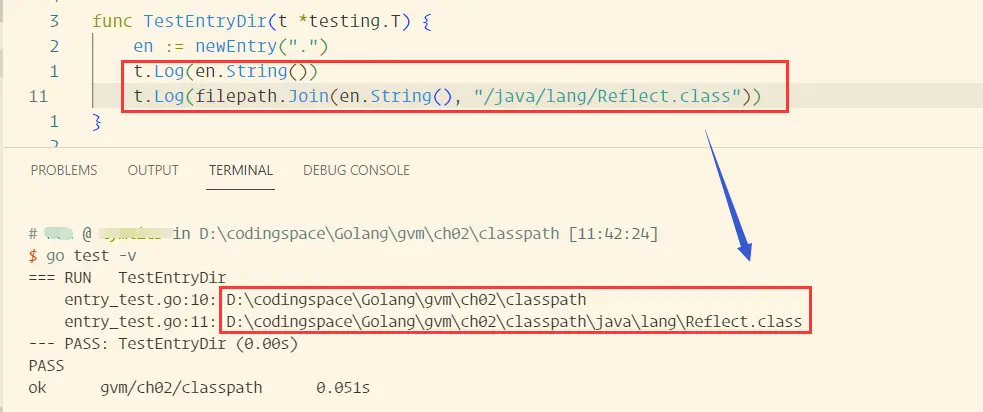 3 func TestEntryDir(t *testing.T) {
2 en := newEntry(".")
1 t.Log(en.String())
11 t.Log(filepath.Join(en.String(), "/java/lang/Reflect.class"))
1 }
2
PROBLEMS OUTPUT TERMINAL DEBUG CONSOLE
# @ in D:\codingspace\Golang\gvm\ch02\classpath [11:42:24]
$ go test -v
=== RUN TestEntryDir
entry_test.go:10: D:\codingspace\Golang\gvm\ch02\classpath
entry_test.go:11: D:\codingspace\Golang\gvm\ch02\classpath\java\lang\Reflect.class
--- PASS: TestEntryDir (0.00s)
PASS
ok gvm/ch02/classpath 0.051s